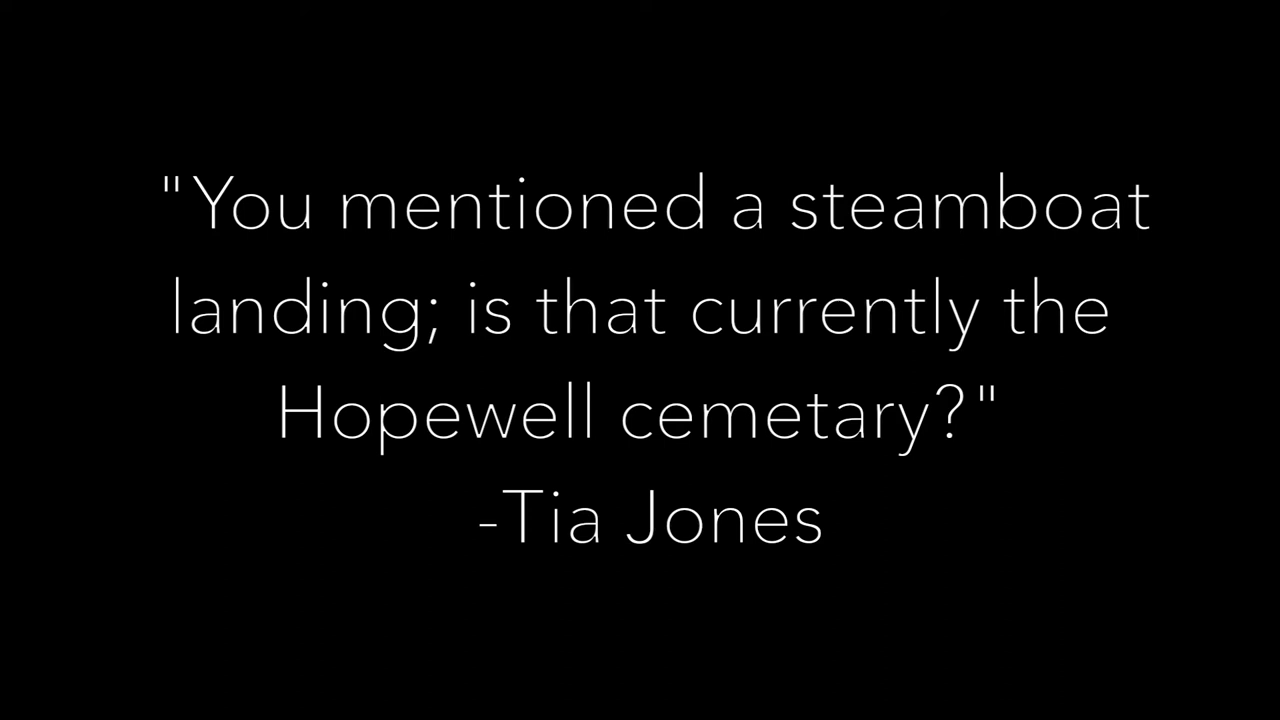 "You mentioned a steamboat
landing; is that currently the
Hopewell cemetary?"
-Tia Jones